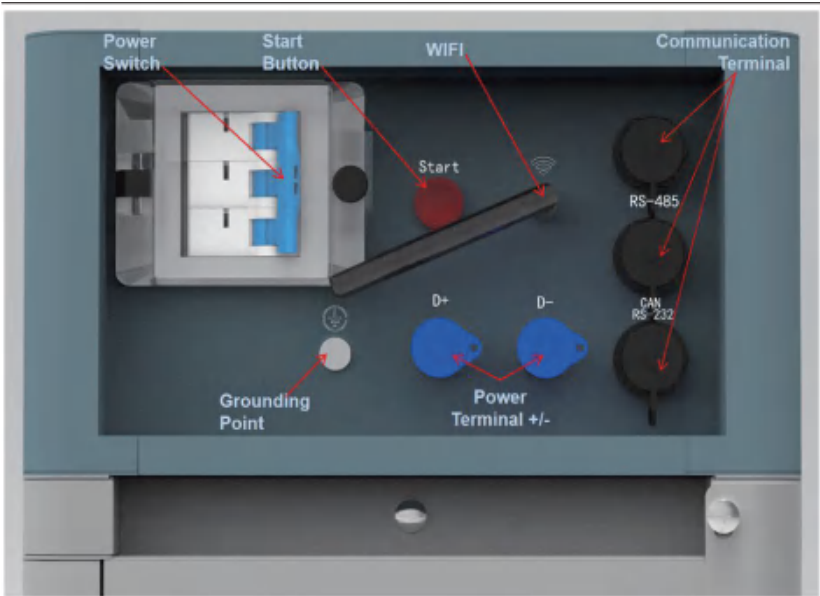 Power
Switch
Start
Button
WIFI
Communication
Terminal
Start
RS-485
D+
D-
CAN
RS-232
Grounding
Point
Power
Terminal +/-